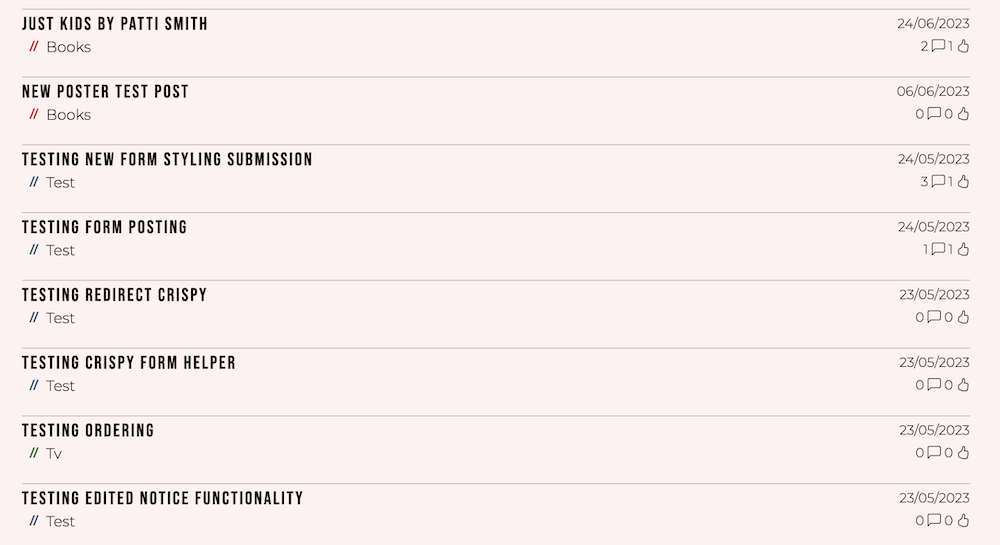 JUST KIDS BY PATTI SMITH 24/06/2023
// Books 2 1
NEW POSTER TEST POST 06/06/2023
// Books 0 0
TESTING NEW FORM STYLING SUBMISSION 24/05/2023
// Test 3 1
TESTING FORM POSTING 24/05/2023
// Test 1 1
TESTING REDIRECT CRISPY 23/05/2023
// Test 0 0
TESTING CRISPY FORM HELPER 23/05/2023
// Test 0 0
TESTING ORDERING 23/05/2023
// Tv 0 0
TESTING EDITED NOTICE FUNCTIONALITY 23/05/2023
// Test 0 0